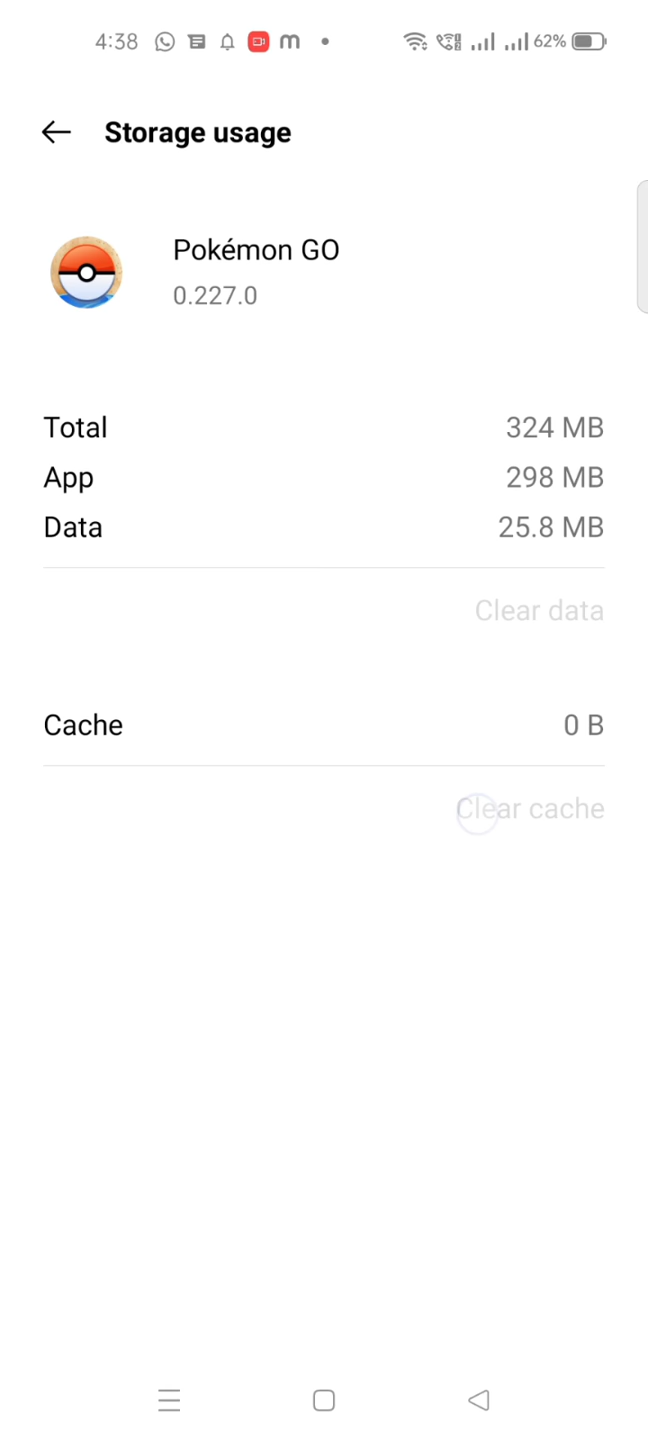 4:38 62%
Storage usage
Pokémon GO
0.227.0
Total 324 MB
App 298 MB
Data 25.8 MB
Clear data
Cache 0 B
Clear cache